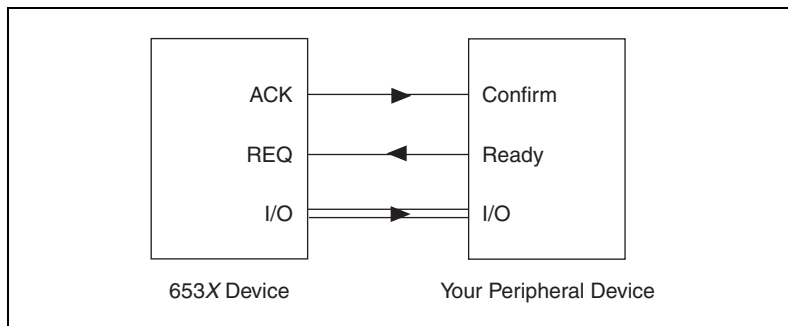 ACK Confirm
REQ Ready
I/O I/O
653X Device Your Peripheral Device